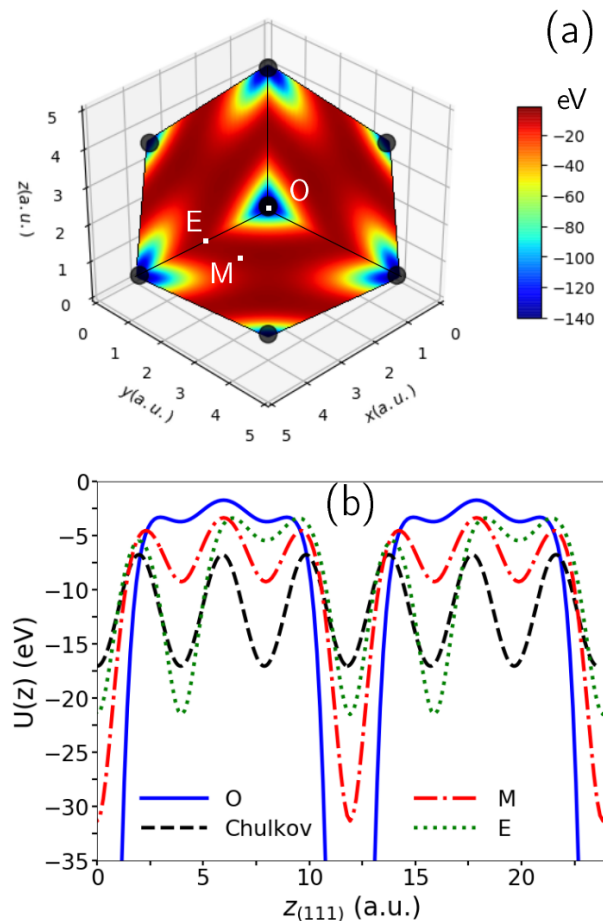 (a)
eV
5
4
3
2
1
0
z(a.u.)
O
E
M
−20
−40
−60
−80
−100
−120
−140
0
1
2
3
4
5
y(a.u.)
0
1
2
3
4
5
x(a.u.)
(b)
0
−5
−10
−15
−20
−25
−30
−35
U(z) (eV)
O
M
Chulkov
E
0 5 10 15 20
z(111) (a.u.)